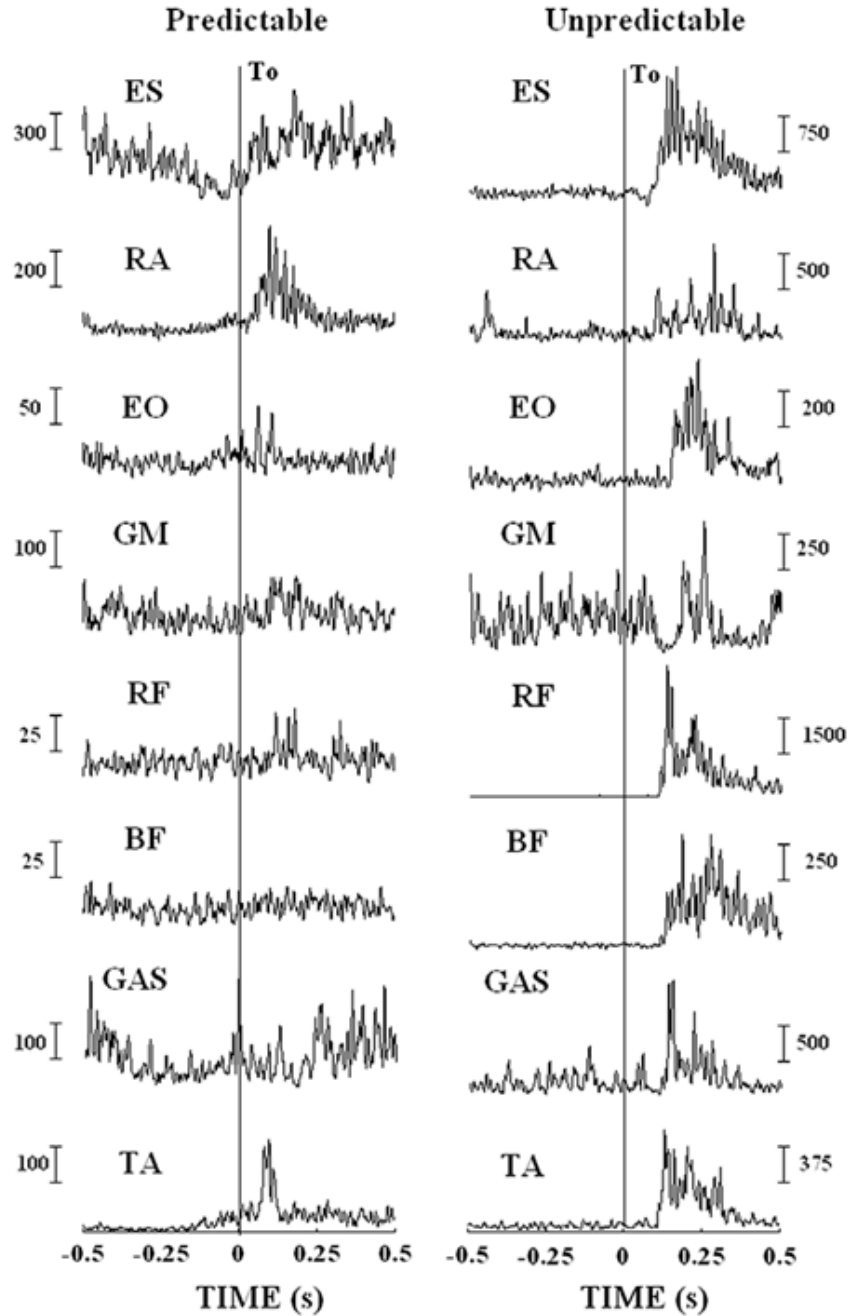 Predictable Unpredictable
To To
ES ES
300 750
RA RA
200 500
EO EO
50 200
GM GM
100 250
RF RF
25 1500
BF BF
25 250
GAS GAS
100 500
TA TA
100 375
-0.5 -0.25 0 0.25 0.5 -0.5 -0.25 0 0.25 0.5
TIME (s) TIME (s)